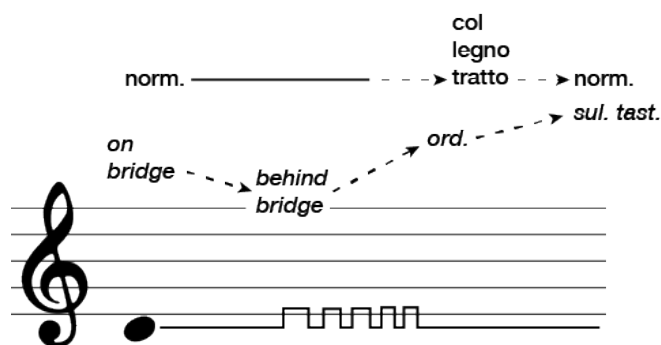 col
legno
norm. tratto norm.
sul. tast.
ord.
on
bridge
behind
bridge